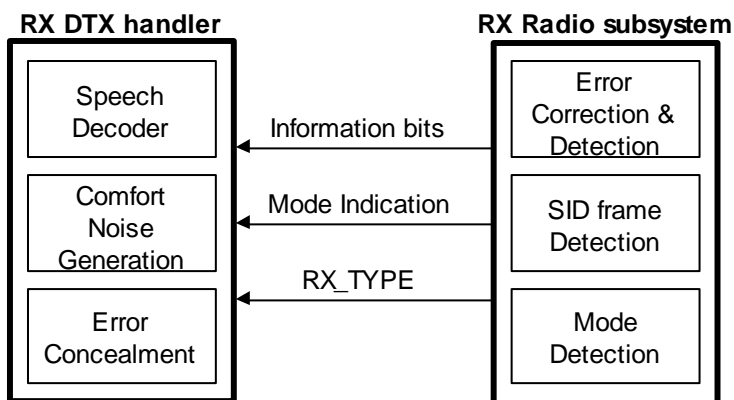 RX DTX handler
RX Radio subsystem
Speech
Decoder
Comfort
Noise
Generation
Error
Concealment
Information bits
Mode Indication
RX_TYPE
Error
Correction &
Detection
SID frame
Detection
Mode
Detection